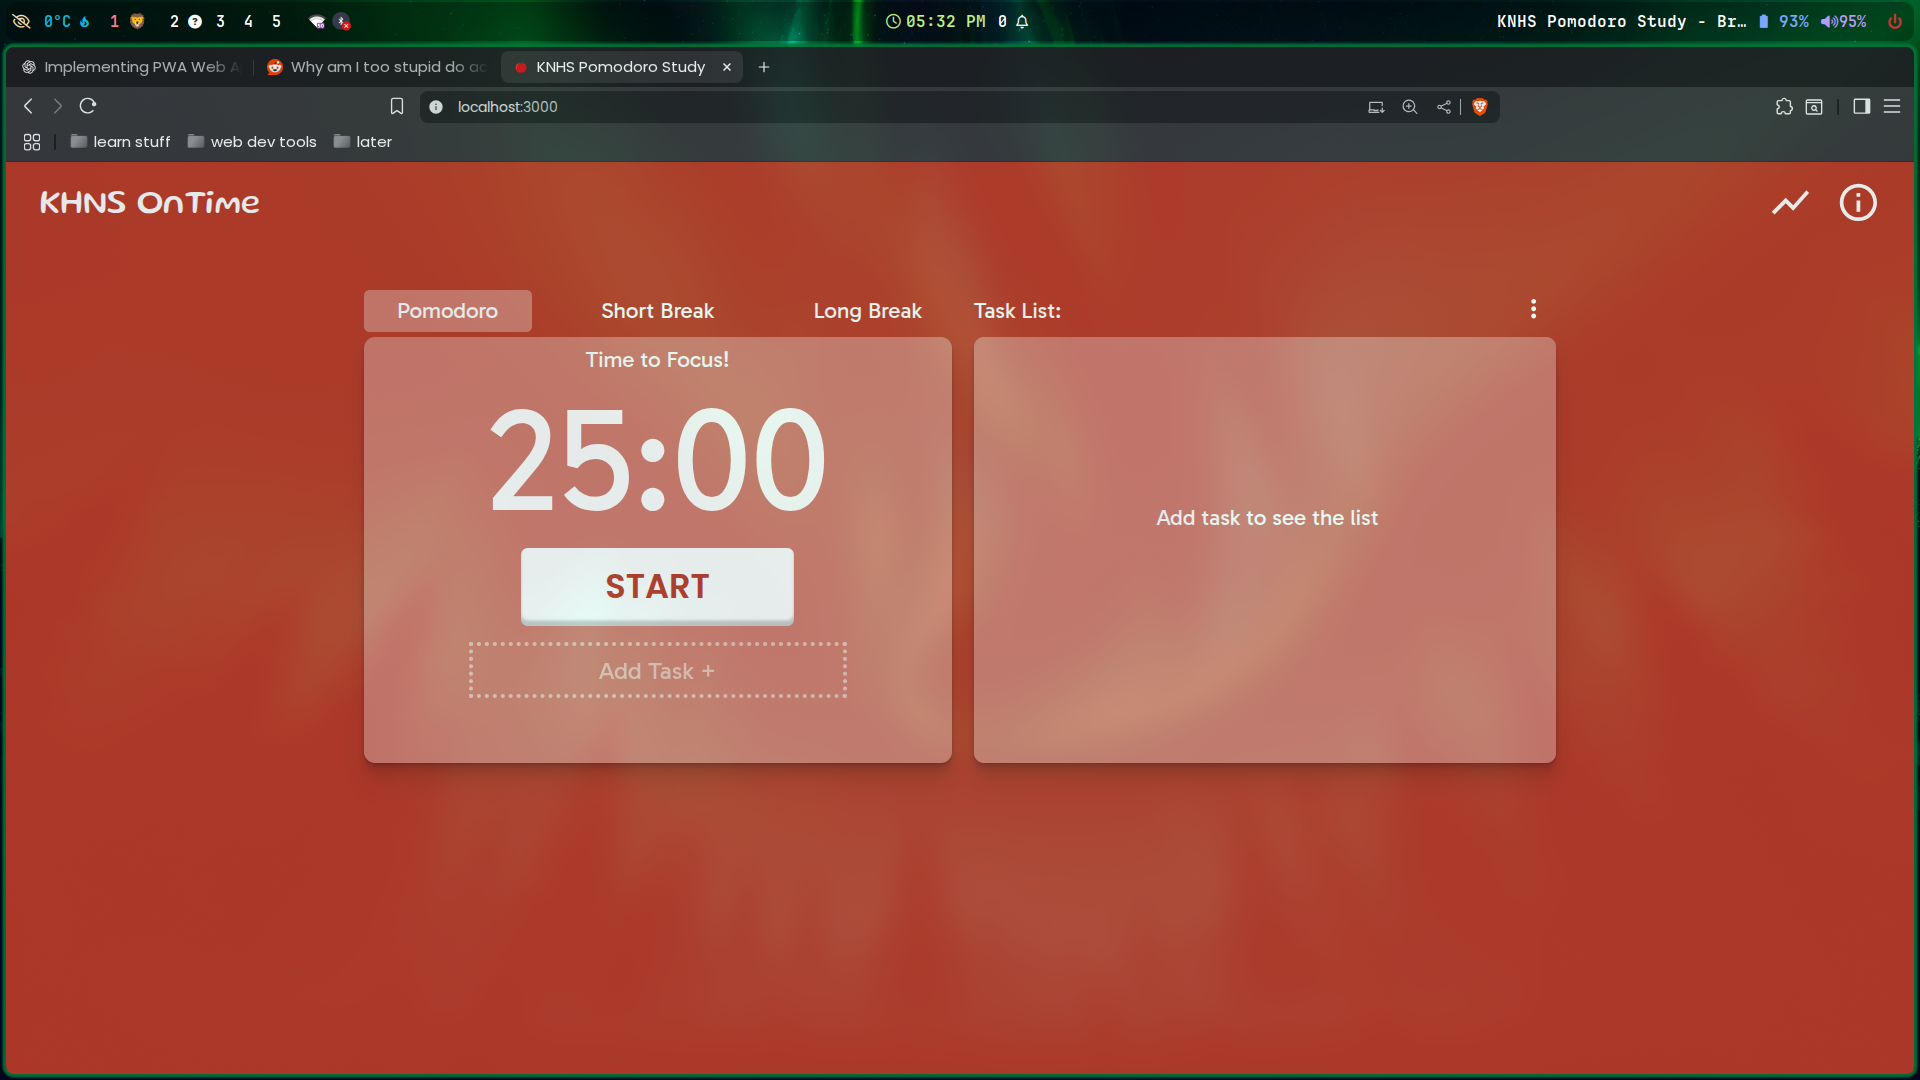 0°C 1 2 3 4 5 05:32 PM 0 KNHS Pomodoro Study - Br... 93% 95%
Implementing PWA Web A Why am I too stupid do KNHS Pomodoro Study
localhost:3000
learn stuff web dev tools later
KHNS OnTime
Pomodoro Short Break Long Break Task List:
Time to Focus!
25:00
Add task to see the list
START
Add Task +